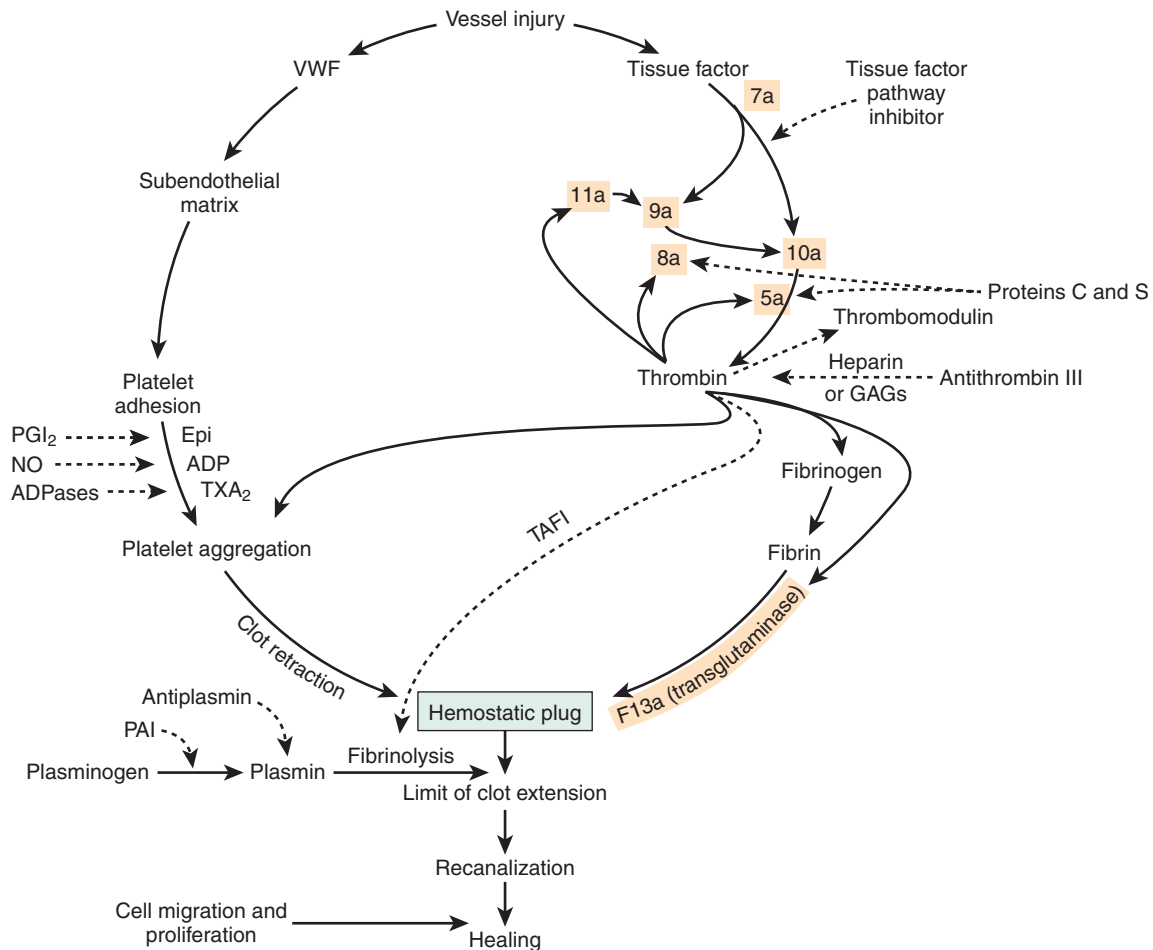 Vessel injury
VWF
Tissue factor
Tissue factor
pathway
inhibitor
7a
Subendothelial
matrix
11a
9a
10a
8a
5a
Proteins C and S
Thrombomodulin
Platelet
adhesion
Thrombin
Heparin
or GAGs
Antithrombin III
PGI₂
Epi
NO
ADP
ADPases
TXA₂
Fibrinogen
TAFI
Platelet aggregation
Fibrin
Clot retraction
F13a (transglutaminase)
Antiplasmin
Hemostatic plug
PAI
Fibrinolysis
Plasminogen
Plasmin
Limit of clot extension
Recanalization
Cell migration and
proliferation
Healing